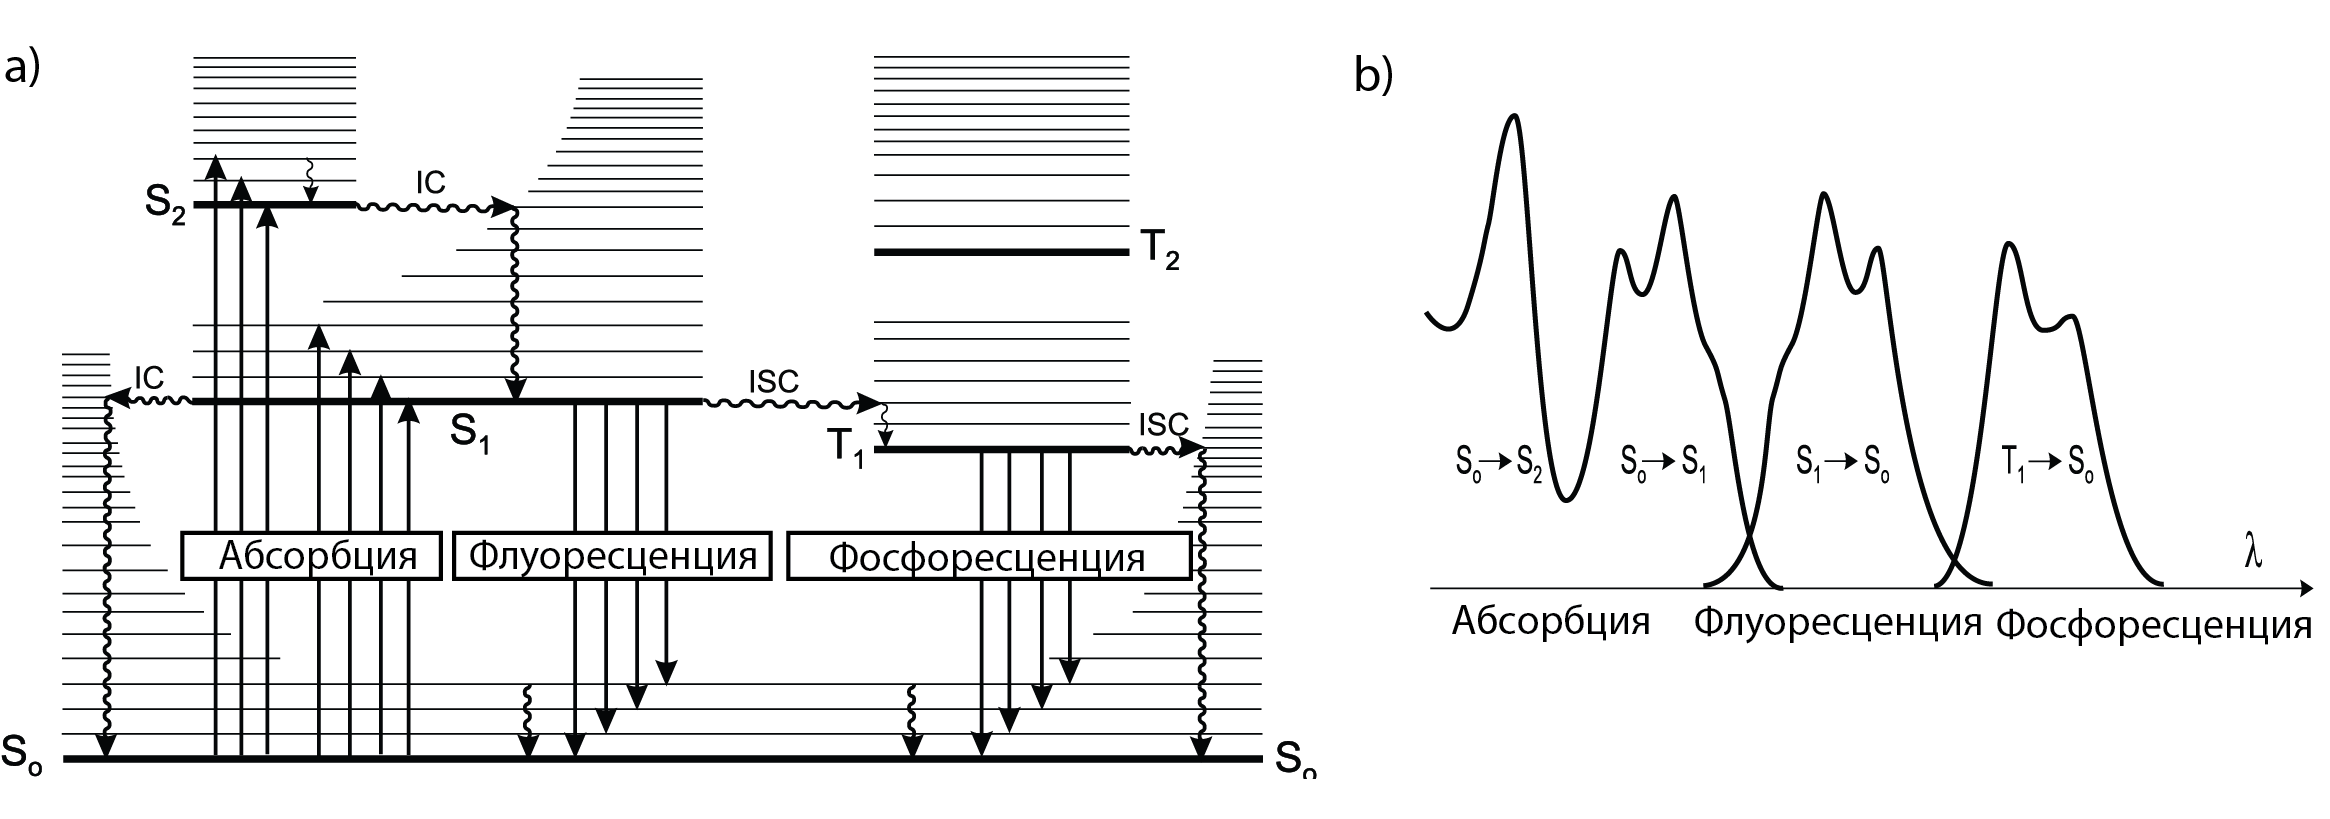 a)
b)
S₂
IC
T₂
IC
S₁
ISC
T₁
ISC
Абсорбция
Флуоресценция
Фосфоресценция
Sₒ
Sₒ
Sₒ→S₂
Sₒ→S₁
S₁→Sₒ
T₁→Sₒ
λ
Абсорбция
Флуоресценция
Фосфоресценция